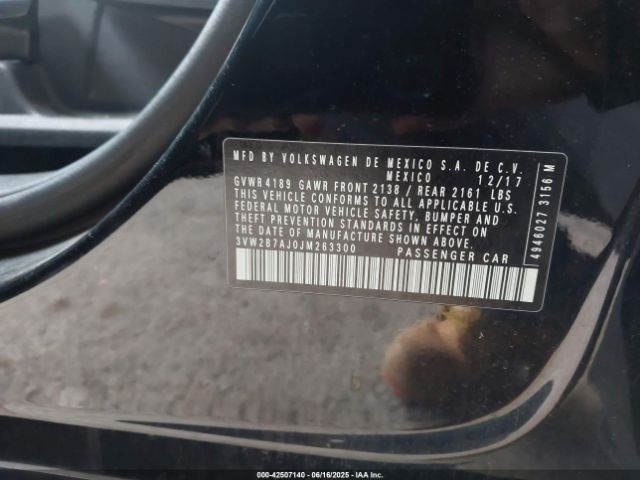 MFD BY VOLKSWAGEN DE MEXICO S.A. DE C.V.
MEXICO 12/17
GVWR 4189 GAWR FRONT 2138 / REAR 2161 LBS
THIS VEHICLE CONFORMS TO ALL APPLICABLE U.S.
FEDERAL MOTOR VEHICLE SAFETY, BUMPER AND
THEFT PREVENTION STANDARDS IN EFFECT ON
THE DATE OF MANUFACTURE SHOWN ABOVE.
3VW2B7AJ0JM263300 PASSENGER CAR
4946027 3156 M
000-42507140 - 06/16/2025 - IAAI Inc.